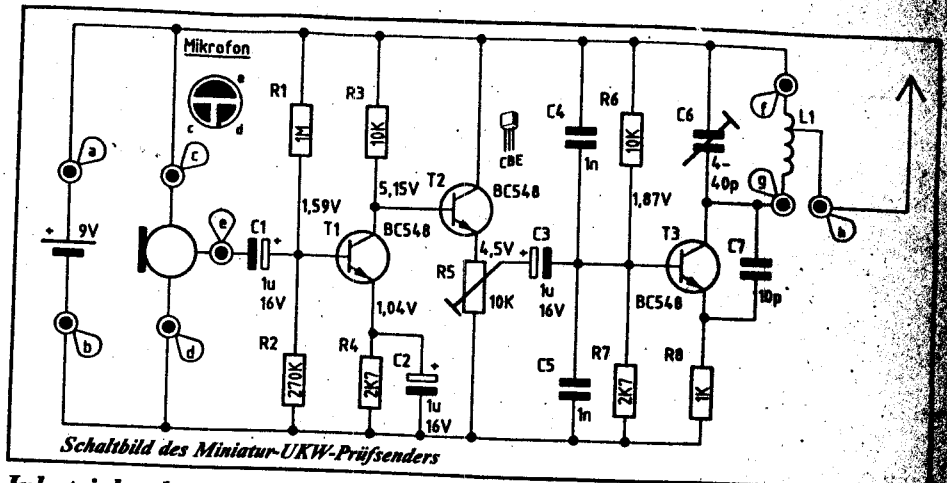 Mikrofon
e
c
d
a
c
e
b
d
+
9V
C1
+
1u
16V
R1
1M
1,59V
R2
270K
R3
10K
5,15V
T1
BC548
1,04V
R4
2K7
C2
+
1u
16V
T2
BC548
CBE
4,5V
R5
10K
C3
+
1u
16V
C4
1n
C5
1n
R6
10K
1,87V
R7
2K7
T3
BC548
C6
4-
40p
C7
10p
R8
1K
f
L1
g
h
Schaltbild des Miniatur-UKW-Prüfsenders